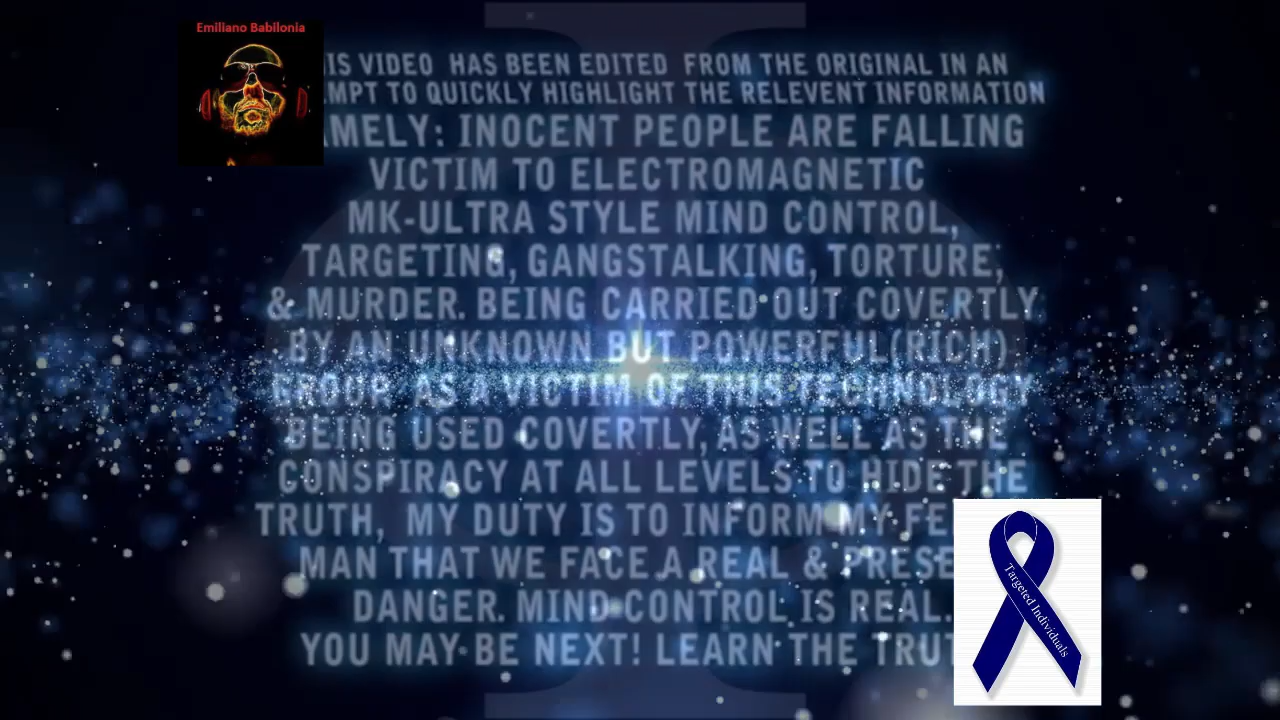 Emiliano Babilonia
IS VIDEO HAS BEEN EDITED FROM THE ORIGINAL IN AN
MPT TO QUICKLY HIGHLIGHT THE RELEVENT INFORMATION
MELY: INOCENT PEOPLE ARE FALLING
VICTIM TO ELECTROMAGNETIC
MK-ULTRA STYLE MIND CONTROL,
TARGETING, GANGSTALKING, TORTURE,
& MURDER. BEING CARRIED OUT COVERTLY
BY AN UNKNOWN BUT POWERFUL(RICH)
GROUP. AS A VICTIM OF THIS TECHNOLOGY
BEING USED COVERTLY, AS WELL AS THE
CONSPIRACY AT ALL LEVELS TO HIDE THE
TRUTH, MY DUTY IS TO INFORM MY FE
MAN THAT WE FACE A REAL & PRESE
DANGER. MIND CONTROL IS REAL.
YOU MAY BE NEXT! LEARN THE TRUT
Targeted Individuals